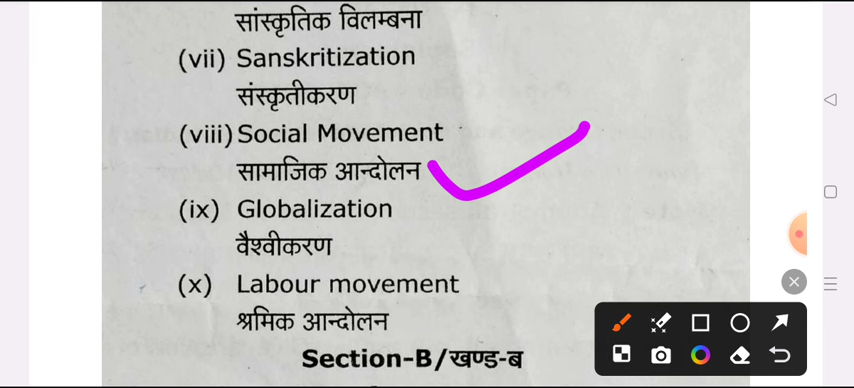 सांस्कृतिक विलम्बना
(vii) Sanskritization
संस्कृतीकरण
(viii) Social Movement
सामाजिक आन्दोलन
(ix) Globalization
वैश्वीकरण
(x) Labour movement
श्रमिक आन्दोलन
Section-B/खण्ड-ब